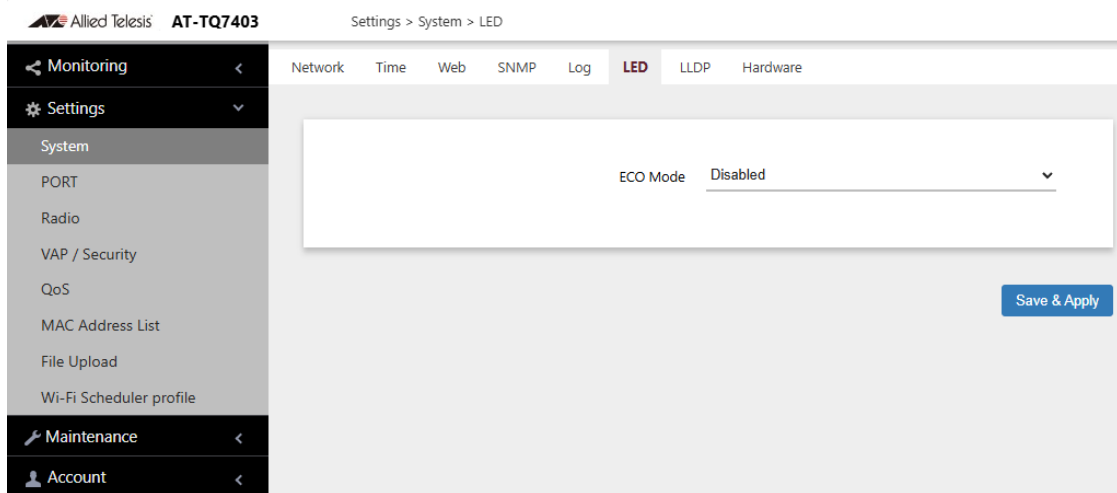 Allied Telesis AT-TQ7403 Settings > System > LED
Monitoring
Network Time Web SNMP Log LED LLDP Hardware
Settings
System
ECO Mode Disabled
PORT
Radio
VAP / Security
QoS
Save & Apply
MAC Address List
File Upload
Wi-Fi Scheduler profile
Maintenance
Account